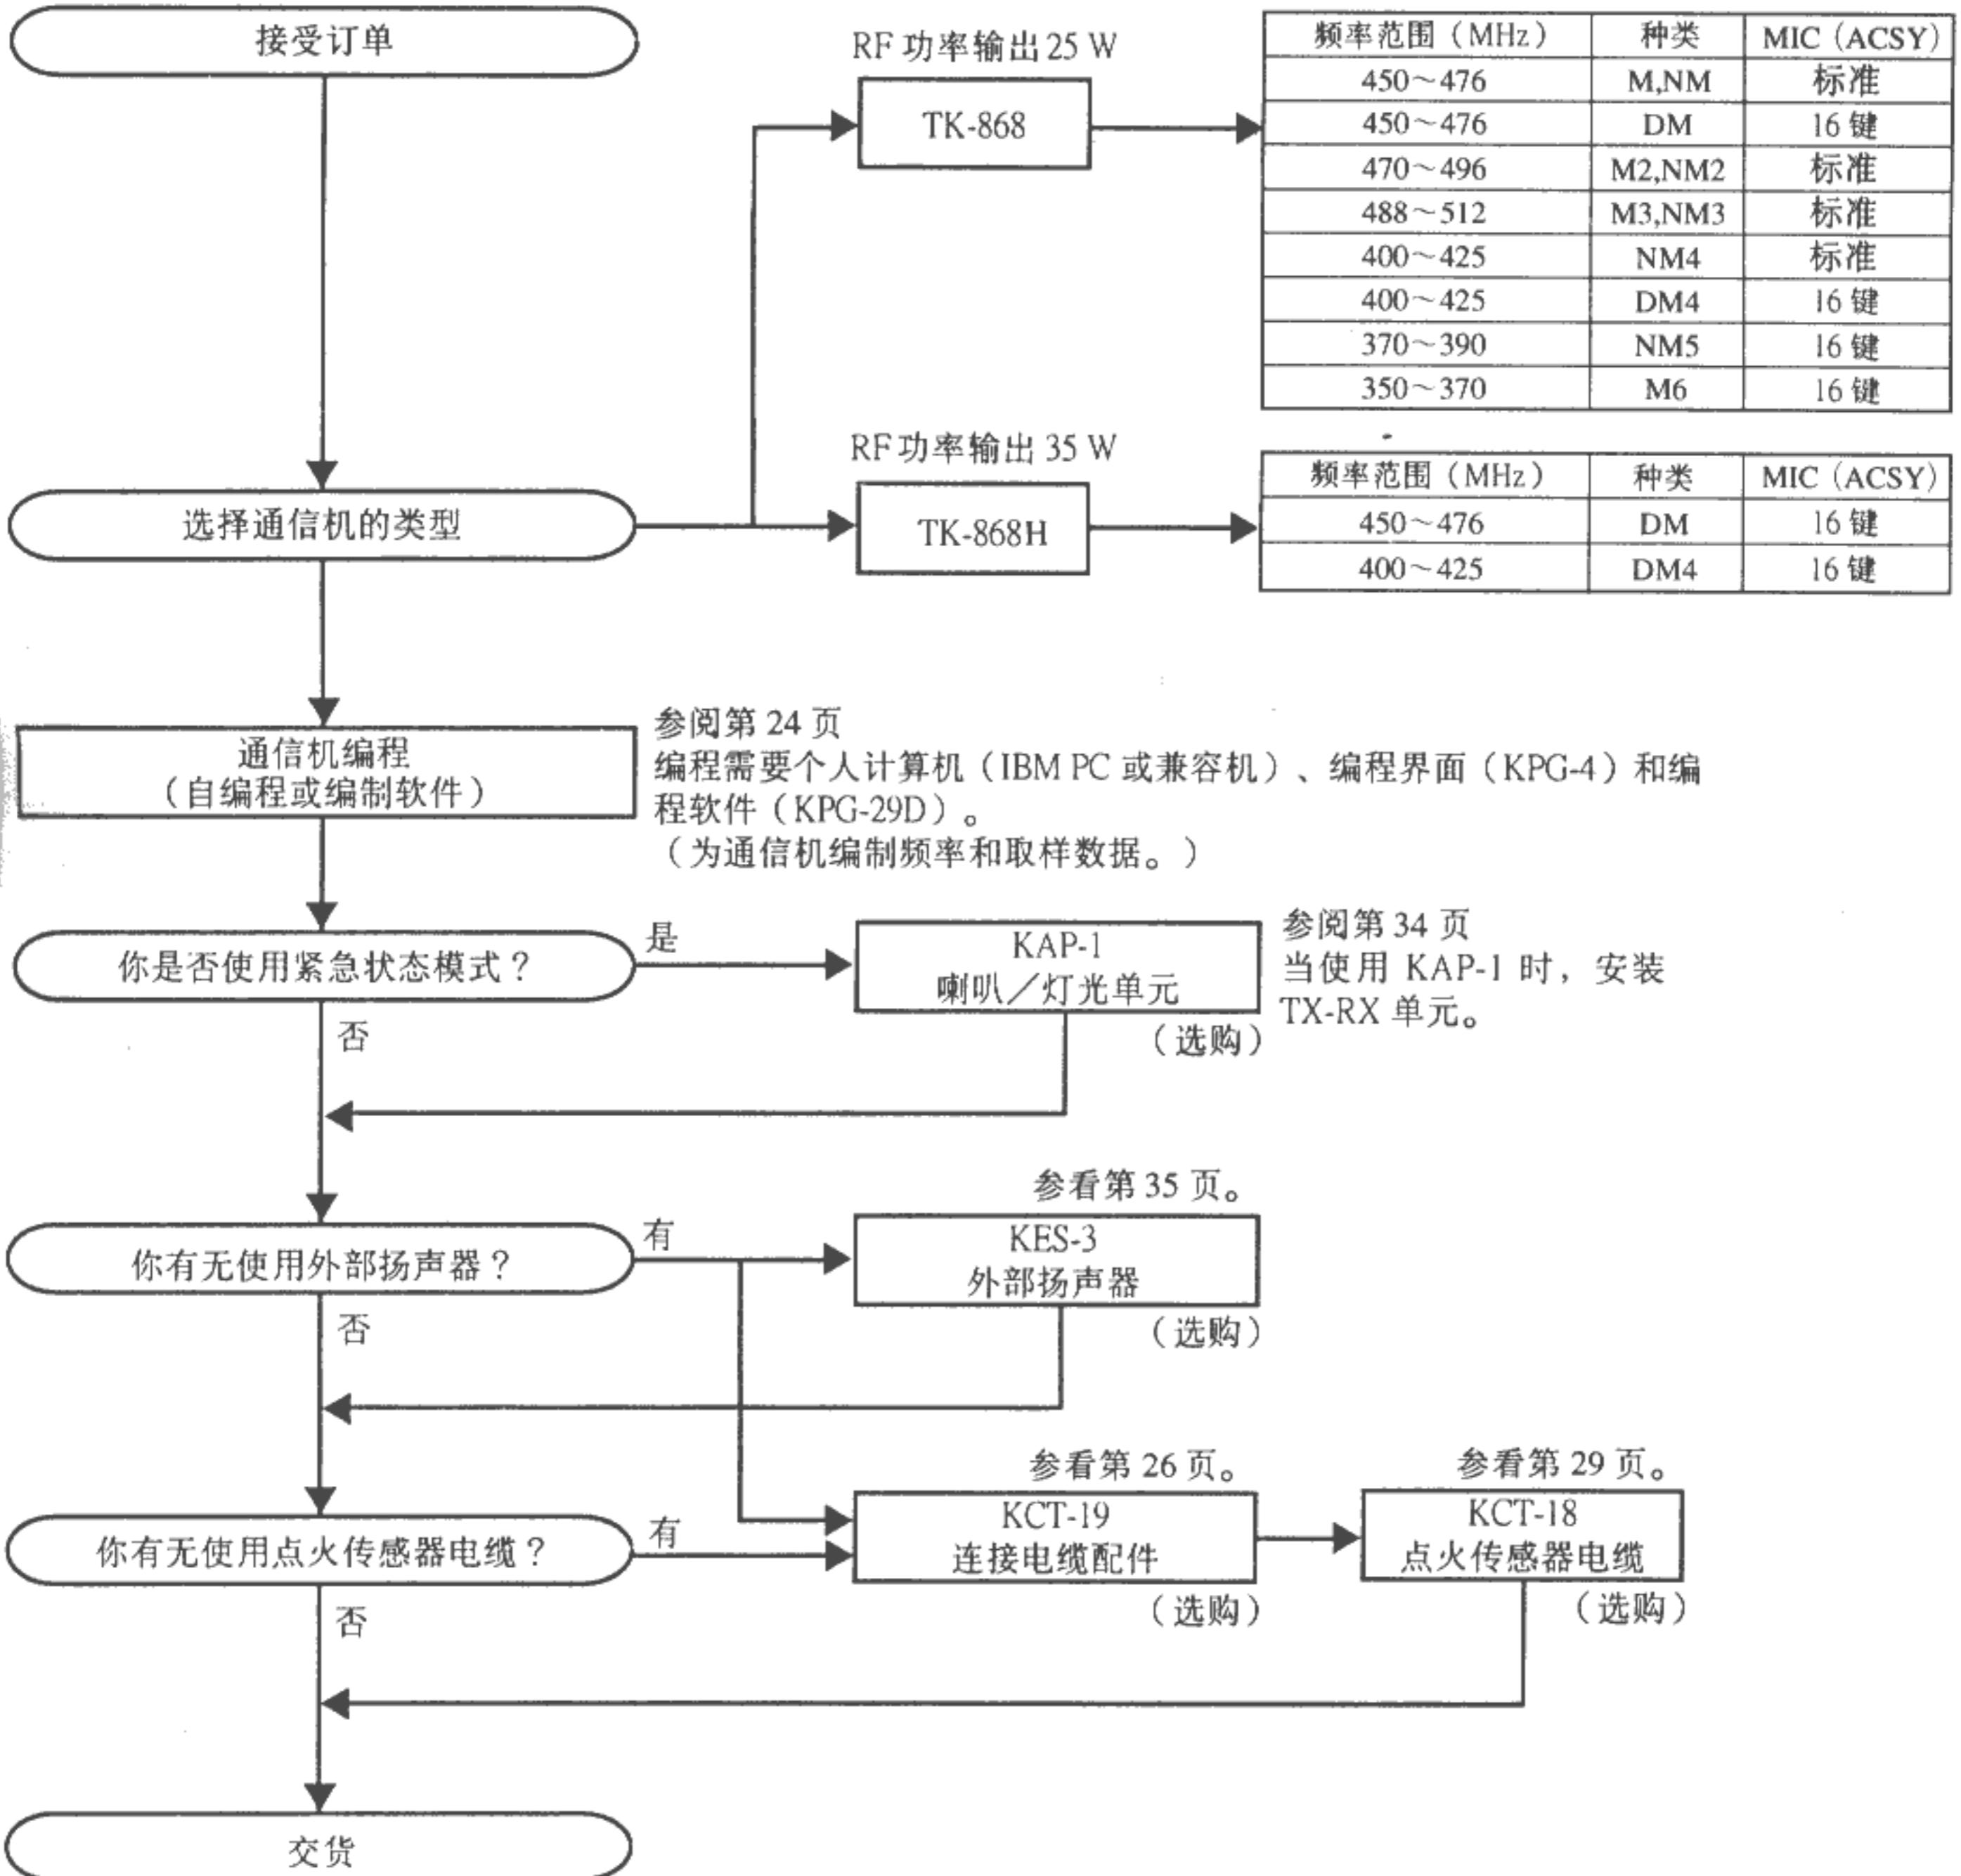 接受订单
RF 功率输出 25 W
TK-868
频率范围（MHz） 种类 MIC（ACSY）
450～476 M,NM 标准
450～476 DM 16 键
470～496 M2,NM2 标准
488～512 M3,NM3 标准
400～425 NM4 标准
400～425 DM4 16 键
370～390 NM5 16 键
350～370 M6 16 键
选择通信机的类型
RF 功率输出 35 W
TK-868H
频率范围（MHz） 种类 MIC（ACSY）
450～476 DM 16 键
400～425 DM4 16 键
通信机编程
（自编程或编制软件）
参阅第 24 页
编程需要个人计算机（IBM PC 或兼容机）、编程界面（KPG-4）和编
程软件（KPG-29D）。
（为通信机编制频率和取样数据。）
你是否使用紧急状态模式？
是
否
KAP-1
喇叭／灯光单元
（选购）
参阅第 34 页
当使用 KAP-1 时，安装
TX-RX 单元。
你有无使用外部扬声器？
有
否
参看第 35 页。
KES-3
外部扬声器
（选购）
你有无使用点火传感器电缆？
有
否
参看第 26 页。
KCT-19
连接电缆配件
（选购）
参看第 29 页。
KCT-18
点火传感器电缆
（选购）
交货